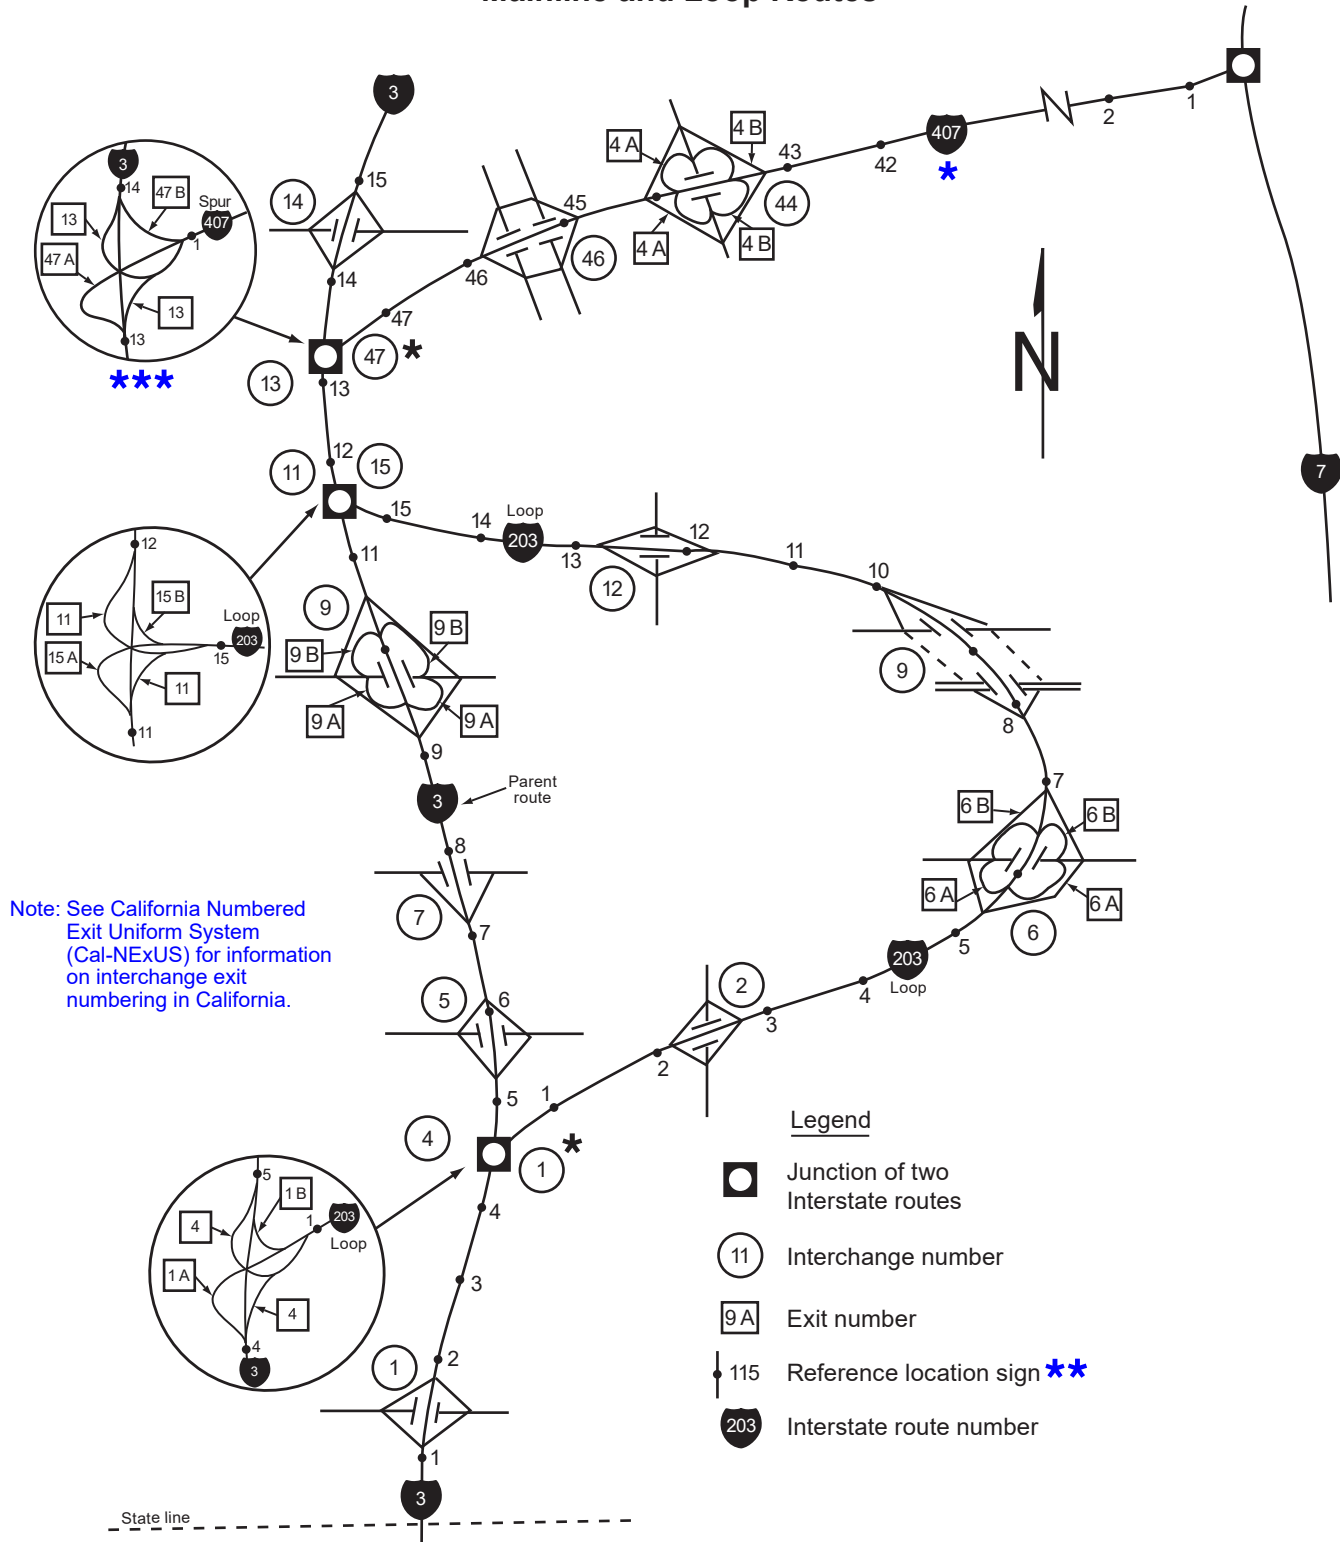 Mainline and Loop Routes
3
1
2
407
*
42
43
4 B
4 A
44
4 A
4 B
45
46
46
15
14
14
47
47 *
13
13
3
14
47 B
Spur
407
1
13
47 A
13
13
***
N
7
12
11
15
15
14
Loop
203
13
12
12
11
10
9
8
7
11
12
15 B
11
Loop
203
15
15 A
11
11
9
9 B
9 B
9 A
9 A
9
3
Parent
route
8
7
7
6 B
6 B
6 A
6 A
6
5
203
Loop
4
Note: See California Numbered
Exit Uniform System
(Cal-NExUS) for information
on interchange exit
numbering in California.
5
6
2
3
2
5
1
4
1 *
4
5
1 B
4
1
203
Loop
1 A
4
4
3
3
1
2
1
3
State line
Legend
Junction of two
Interstate routes
11 Interchange number
9 A Exit number
115 Reference location sign **
203 Interstate route number